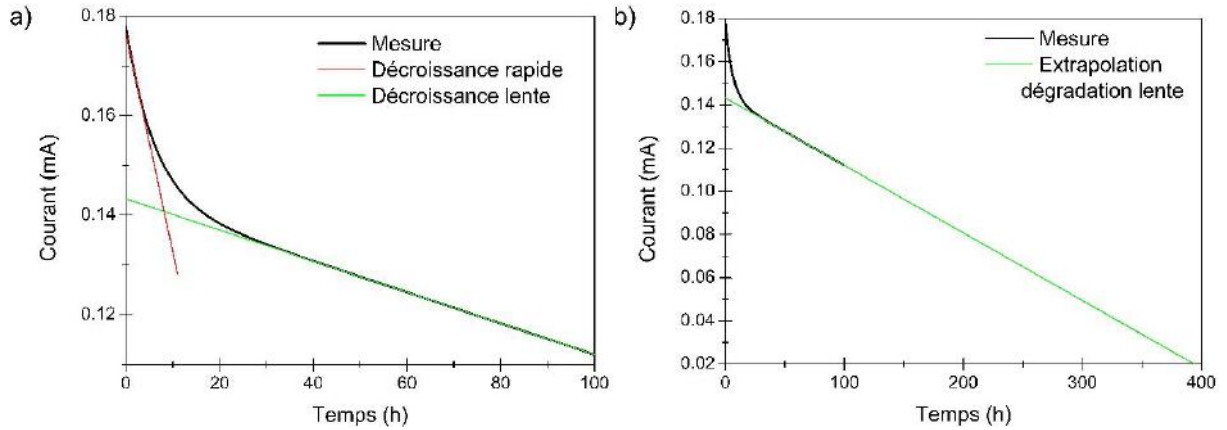 a)
0.18
0.16
0.14
0.12
Courant (mA)
Mesure
Décroissance rapide
Décroissance lente
0 20 40 60 80 100
Temps (h)
b)
0.18
0.16
0.14
0.12
0.10
0.08
0.06
0.04
0.02
Courant (mA)
Mesure
Extrapolation
dégradation lente
0 100 200 300 400
Temps (h)